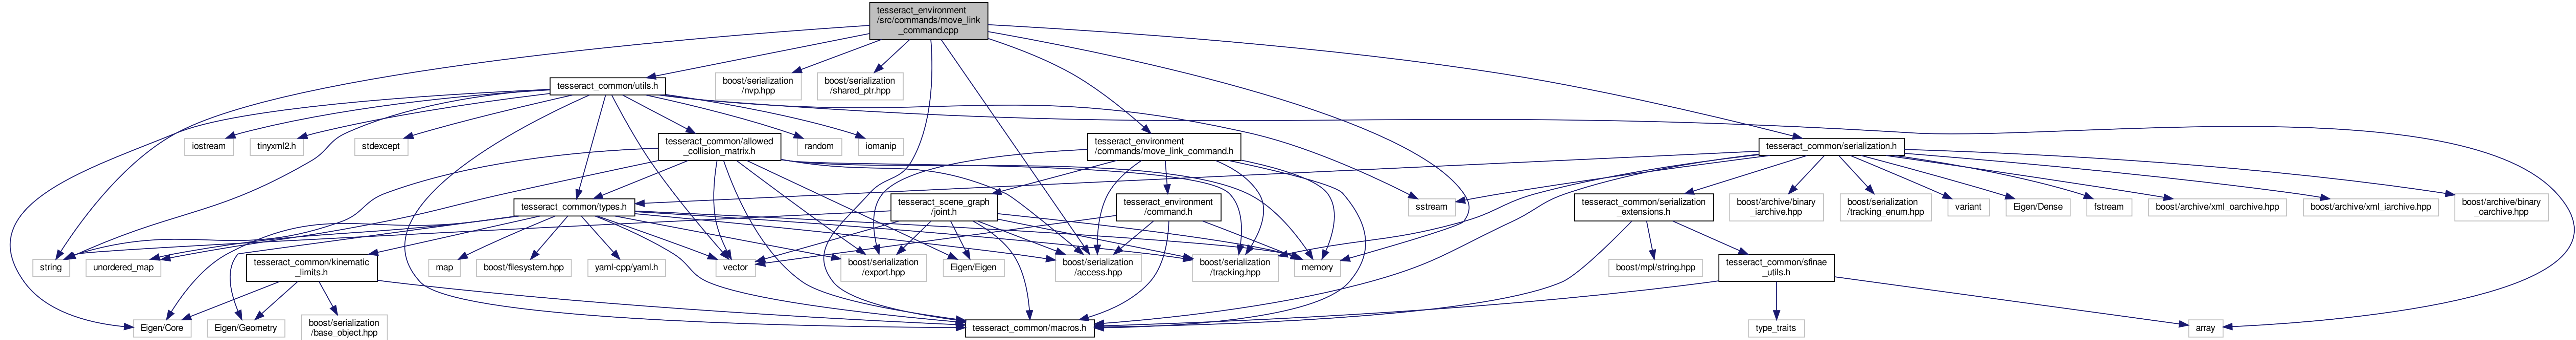 tesseract_environment
/src/commands/move_link
_command.cpp
tesseract_common/utils.h
boost/serialization
/nvp.hpp
boost/serialization
/shared_ptr.hpp
iostream
tinyxml2.h
stdexcept
tesseract_common/allowed
_collision_matrix.h
random
iomanip
tesseract_environment
/commands/move_link_command.h
tesseract_common/serialization.h
tesseract_common/types.h
tesseract_scene_graph
/joint.h
tesseract_environment
/command.h
sstream
tesseract_common/serialization
_extensions.h
boost/archive/binary
_iarchive.hpp
boost/serialization
/tracking_enum.hpp
variant
Eigen/Dense
fstream
boost/archive/xml_oarchive.hpp
boost/archive/xml_iarchive.hpp
boost/archive/binary
_oarchive.hpp
string
unordered_map
tesseract_common/kinematic
_limits.h
map
boost/filesystem.hpp
yaml-cpp/yaml.h
vector
boost/serialization
/export.hpp
Eigen/Eigen
boost/serialization
/access.hpp
boost/serialization
/tracking.hpp
memory
boost/mpl/string.hpp
tesseract_common/sfinae
_utils.h
Eigen/Core
Eigen/Geometry
boost/serialization
/base_object.hpp
tesseract_common/macros.h
type_traits
array